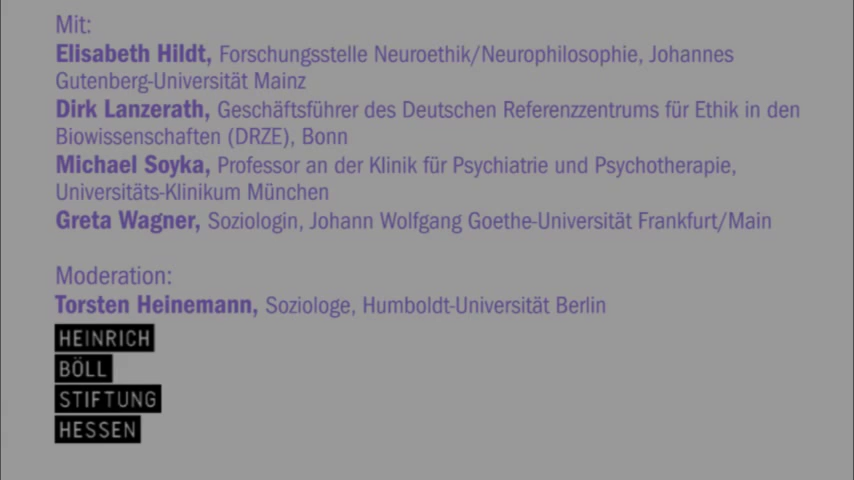 Mit:
Elisabeth Hildt, Forschungsstelle Neuroethik/Neurophilosophie, Johannes
Gutenberg-Universität Mainz
Dirk Lanzerath, Geschäftsführer des Deutschen Referenzzentrums für Ethik in den
Biowissenschaften (DRZE), Bonn
Michael Soyka, Professor an der Klinik für Psychiatrie und Psychotherapie,
Universitäts-Klinikum München
Greta Wagner, Soziologin, Johann Wolfgang Goethe-Universität Frankfurt/Main
Moderation:
Torsten Heinemann, Soziologe, Humboldt-Universität Berlin
HEINRICH
BÖLL
STIFTUNG
HESSEN